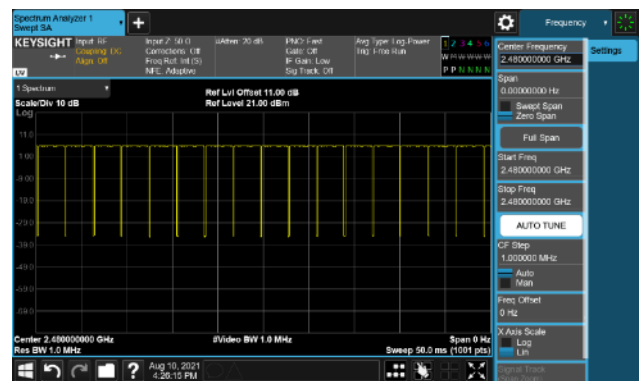 Spectrum Analyzer 1
Swept SA
Frequency
KEYSIGHT
Input: RF
Coupling: DC
Align: Off
Input Z: 50 Ω
Corrections: Off
Freq Ref: Int (S)
NFE: Adaptive
#Atten: 20 dB
PNO: Fast
Gate: Off
IF Gain: Low
Sig Track: Off
Avg Type: Log-Power
Trig: Free Run
1 2 3 4 5 6
W W W W W W
P P N N N N
LV
Center Frequency
2.480000000 GHz
Settings
Span
0.00000000 Hz
Swept Span
Zero Span
Full Span
Start Freq
2.480000000 GHz
Stop Freq
2.480000000 GHz
AUTO TUNE
CF Step
1.000000 MHz
Auto
Man
Freq Offset
0 Hz
X Axis Scale
Log
Lin
Signal Track
(Span Zoom)
1 Spectrum
Scale/Div 10 dB
Log
Ref Lvl Offset 11.00 dB
Ref Level 21.00 dBm
11.0
1.00
-9.00
-19.0
-29.0
-39.0
-49.0
-59.0
-69.0
Center 2.480000000 GHz
Res BW 1.0 MHz
#Video BW 1.0 MHz
Span 0 Hz
Sweep 50.0 ms (1001 pts)
?
Aug 10, 2021
4:26:15 PM